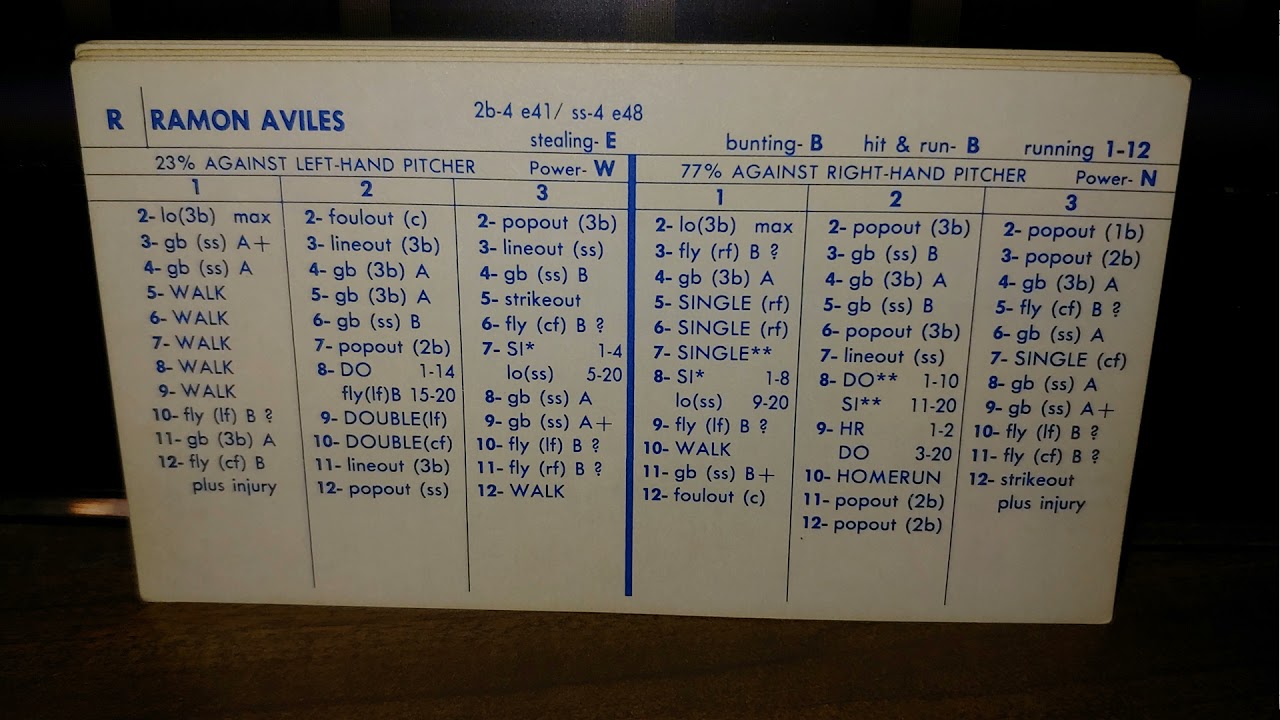 R RAMON AVILES 2b-4 e41/ ss-4 e48
stealing- E bunting- B hit & run- B running 1-12
23% AGAINST LEFT-HAND PITCHER Power- W
1 2 3
2- lo(3b) max
3- gb (ss) A+
4- gb (ss) A
5- WALK
6- WALK
7- WALK
8- WALK
9- WALK
10- fly (lf) B ?
11- gb (3b) A
12- fly (cf) B
plus injury
2- foulout (c)
3- lineout (3b)
4- gb (3b) A
5- gb (3b) A
6- gb (ss) B
7- popout (2b)
8- DO 1-14
fly(lf)B 15-20
9- DOUBLE(lf)
10- DOUBLE(cf)
11- lineout (3b)
12- popout (ss)
2- popout (3b)
3- lineout (ss)
4- gb (ss) B
5- strikeout
6- fly (cf) B ?
7- SI* 1-4
lo(ss) 5-20
8- gb (ss) A
9- gb (ss) A+
10- fly (lf) B ?
11- fly (rf) B ?
12- WALK
77% AGAINST RIGHT-HAND PITCHER Power- N
1 2 3
2- lo(3b) max
3- fly (rf) B ?
4- gb (3b) A
5- SINGLE (rf)
6- SINGLE (rf)
7- SINGLE**
8- SI* 1-8
lo(ss) 9-20
9- fly (lf) B ?
10- WALK
11- gb (ss) B+
12- foulout (c)
2- popout (3b)
3- gb (ss) B
4- gb (3b) A
5- gb (ss) B
6- popout (3b)
7- lineout (ss)
8- DO** 1-10
SI** 11-20
9- HR 1-2
DO 3-20
10- HOMERUN
11- popout (2b)
12- popout (2b)
2- popout (1b)
3- popout (2b)
4- gb (3b) A
5- fly (cf) B ?
6- gb (ss) A
7- SINGLE (cf)
8- gb (ss) A
9- gb (ss) A+
10- fly (lf) B ?
11- fly (cf) B ?
12- strikeout
plus injury